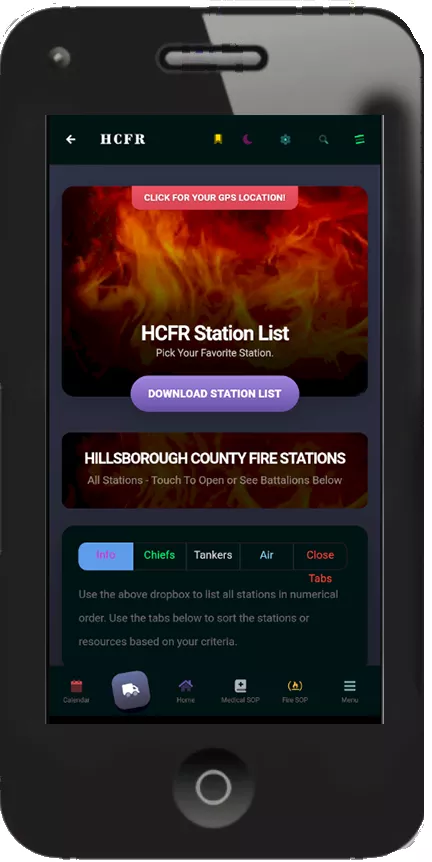 HCFR
CLICK FOR YOUR GPS LOCATION!
HCFR Station List
Pick Your Favorite Station.
DOWNLOAD STATION LIST
HILLSBOROUGH COUNTY FIRE STATIONS
All Stations - Touch To Open or See Battalions Below
Info Chiefs Tankers Air Close
Tabs
Use the above dropbox to list all stations in numerical
order. Use the tabs below to sort the stations or
resources based on your criteria.
Calendar Home Medical SOP Fire SOP Menu